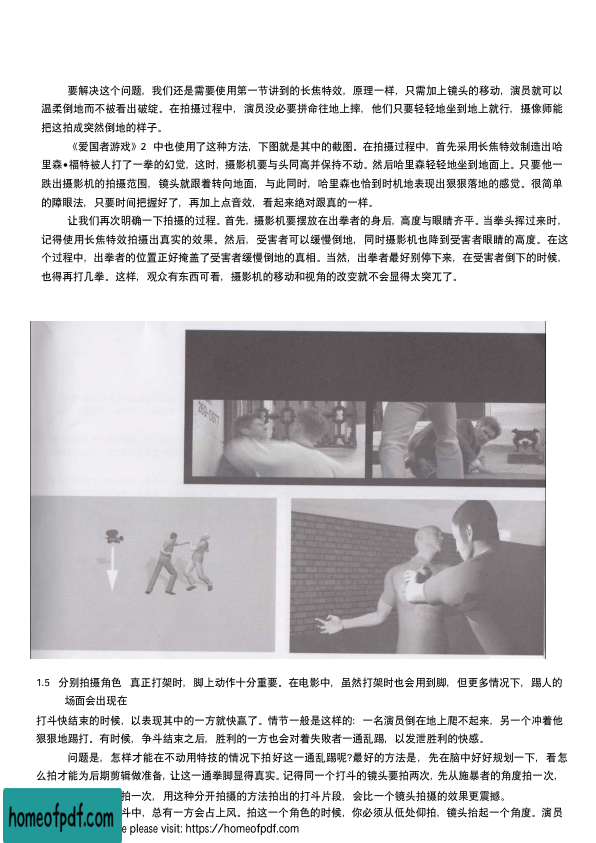 要解决这个问题，我们还是需要使用第一节讲到的长焦特效，原理一样，只需加上镜头的移动，演员就可以
温柔倒地而不被看出破绽。在拍摄过程中，演员没必要拼命往地上摔，他们只要轻轻地坐到地上就行，摄像师能
把这拍成突然倒地的样子。
《爱国者游戏》2 中也使用了这种方法，下图就是其中的截图。在拍摄过程中，首先采用长焦特效制造出哈
里森•福特被人打了一拳的幻觉，这时，摄影机要与头同高并保持不动。然后哈里森轻轻地坐到地面上。只要他一
跌出摄影机的拍摄范围，镜头就跟着转向地面，与此同时，哈里森也恰到时机地表现出狠狠落地的感觉。很简单
的障眼法，只要时间把握好了，再加上点音效，看起来绝对跟真的一样。
让我们再次明确一下拍摄的过程。首先，摄影机要摆放在出拳者的身后，高度与眼睛齐平。当拳头挥过来时，
记得使用长焦特效拍摄出真实的效果。然后，受害者可以缓慢倒地，同时摄影机也降到受害者眼睛的高度。在这
个过程中，出拳者的位置正好掩盖了受害者缓慢倒地的真相。当然，出拳者最好别停下来，在受害者倒下的时候，
也得再打几拳。这样，观众有东西可看，摄影机的移动和视角的改变就不会显得太突兀了。
1.5 分别拍摄角色 真正打架时，脚上动作十分重要。在电影中，虽然打架时也会用到脚，但更多情况下，踢人的
场面会出现在
打斗快结束的时候，以表现其中的一方就快赢了。情节一般是这样的：一名演员倒在地上爬不起来，另一个冲着他
狠狠地踢打。有时候，争斗结束之后，胜利的一方也会对着失败者一通乱踢，以发泄胜利的快感。
问题是，怎样才能在不动用特技的情况下拍好这一通乱踢呢?最好的方法是，先在脑中好好规划一下，看怎
么拍才能为后期剪辑做准备，让这一通拳脚显得真实。记得同一个打斗的镜头要拍两次，先从施暴者的角度拍一次，
拍一次，用这种分开拍摄的方法拍出的打斗片段，会比一个镜头拍摄的效果更震撼。
斗中，总有一方会占上风。拍这一个角色的时候，你必须从低处仰拍，镜头抬起一个角度。演员
homeofpdf.com
e please visit: https://homeofpdf.com